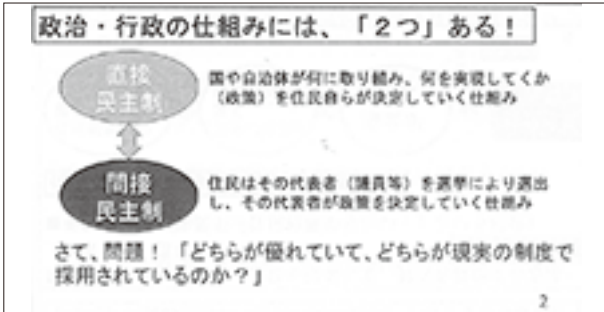 政治・行政の仕組みには、「2つ」ある!
直接
民主制
国や自治体が何に取り組み、何を実現してくか
(政策)を住民自らが決定していく仕組み
間接
民主制
住民はその代表者(議員等)を選挙により選出
し、その代表者が政策を決定していく仕組み
さて、問題!「どちらが優れていて、どちらが現実の制度で
採用されているのか?」
2